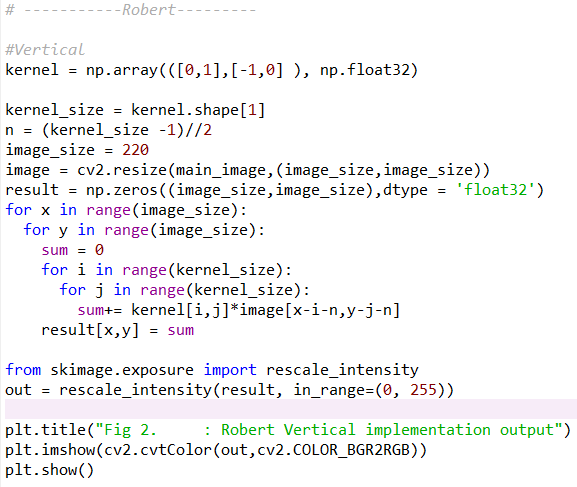 # -----------Robert---------
#Vertical
kernel = np.array(([0,1],[-1,0] ), np.float32)
kernel_size = kernel.shape[1]
n = (kernel_size -1)//2
image_size = 220
image = cv2.resize(main_image,(image_size,image_size))
result = np.zeros((image_size,image_size),dtype = 'float32')
for x in range(image_size):
  for y in range(image_size):
    sum = 0
    for i in range(kernel_size):
      for j in range(kernel_size):
        sum+= kernel[i,j]*image[x-i-n,y-j-n]
    result[x,y] = sum
from skimage.exposure import rescale_intensity
out = rescale_intensity(result, in_range=(0, 255))
plt.title("Fig 2.     : Robert Vertical implementation output")
plt.imshow(cv2.cvtColor(out,cv2.COLOR_BGR2RGB))
plt.show()